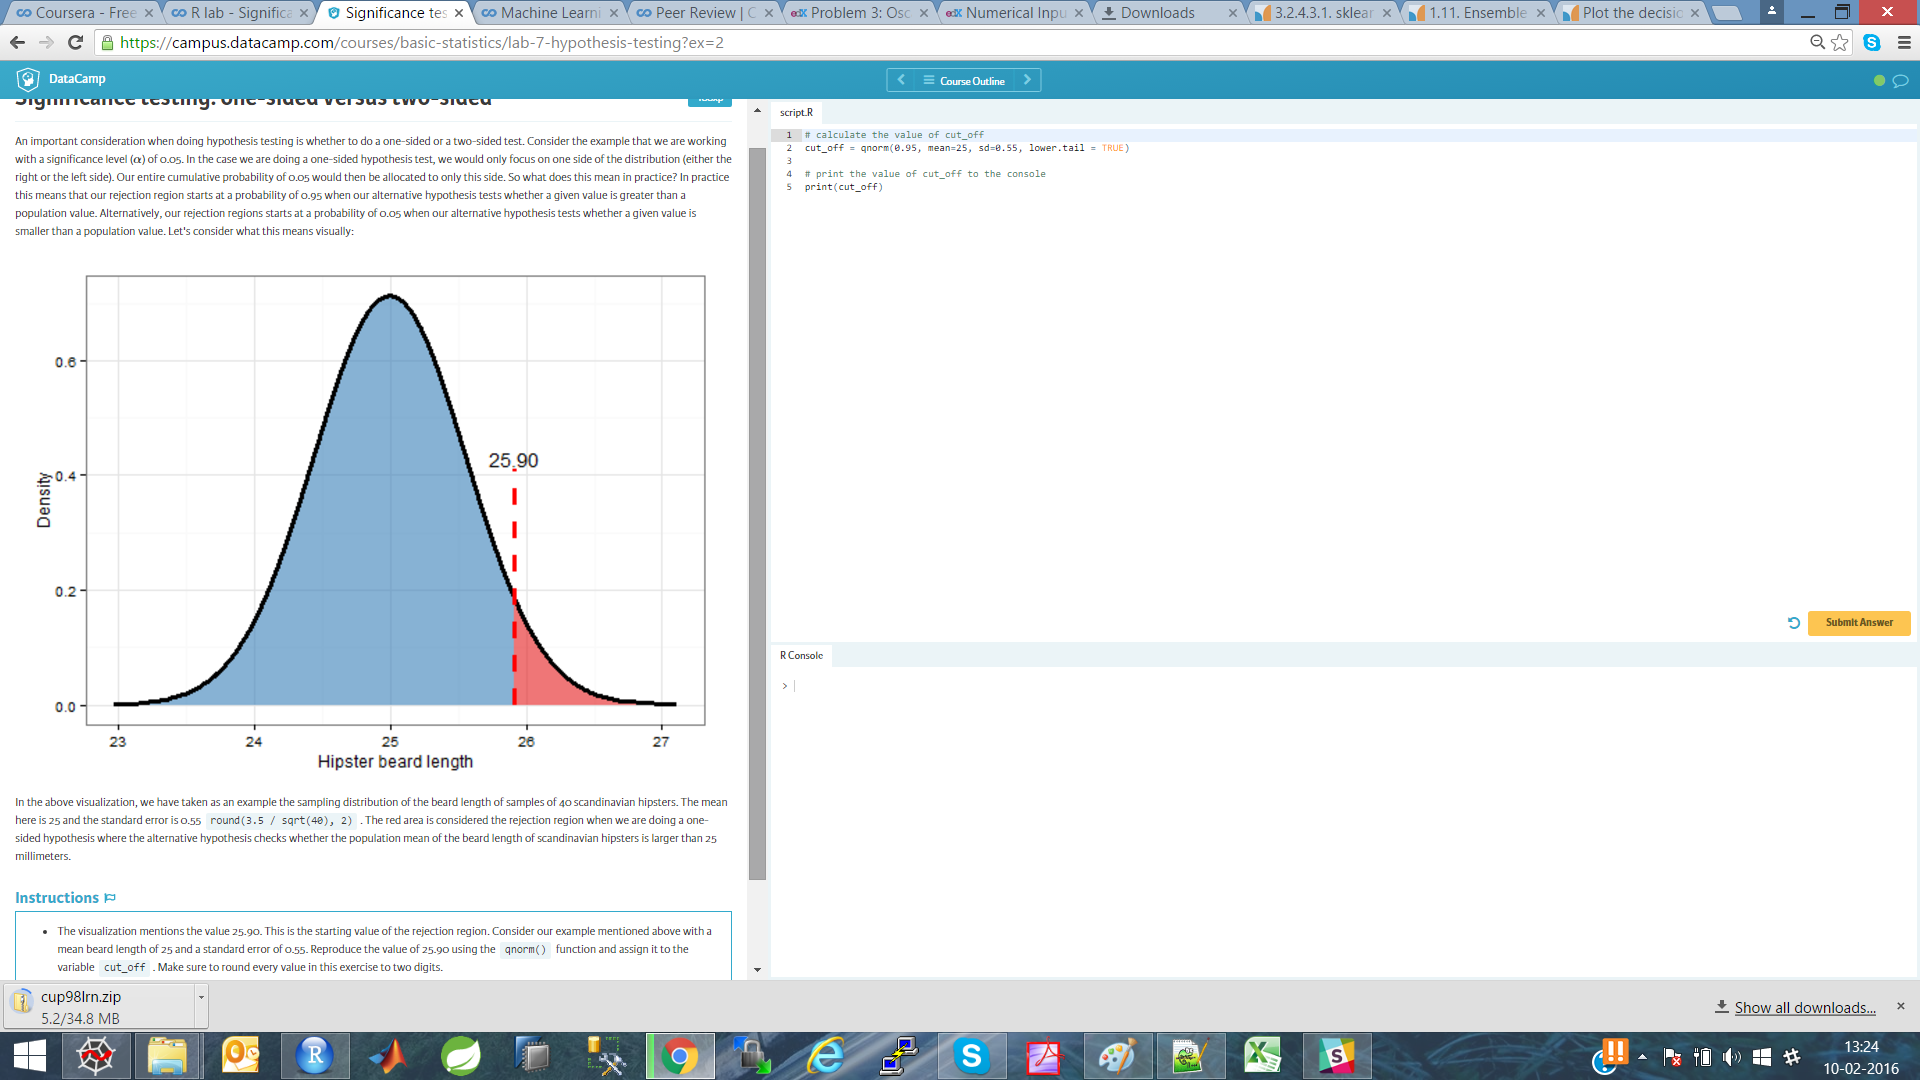 Coursera - Free
R lab - Significa
Significance tes
Machine Learni
Peer Review | C
Problem 3: Osc
Numerical Inpu
Downloads
3.2.4.3.1. sklear
1.11. Ensemble
Plot the decisio
https://campus.datacamp.com/courses/basic-statistics/lab-7-hypothesis-testing?ex=2
DataCamp
Course Outline
Significance testing: one-sided versus two-sided
An important consideration when doing hypothesis testing is whether to do a one-sided or a two-sided test. Consider the example that we are working
with a significance level (α) of 0.05. In the case we are doing a one-sided hypothesis test, we would only focus on one side of the distribution (either the
right or the left side). Our entire cumulative probability of 0.05 would then be allocated to only this side. So what does this mean in practice? In practice
this means that our rejection region starts at a probability of 0.95 when our alternative hypothesis tests whether a given value is greater than a
population value. Alternatively, our rejection regions starts at a probability of 0.05 when our alternative hypothesis tests whether a given value is
smaller than a population value. Let's consider what this means visually:
25.90
Density
0.6
0.4
0.2
0.0
23 24 25 26 27
Hipster beard length
In the above visualization, we have taken as an example the sampling distribution of the beard length of samples of 40 scandinavian hipsters. The mean
here is 25 and the standard error is 0.55 round(3.5 / sqrt(40), 2) . The red area is considered the rejection region when we are doing a one-
sided hypothesis where the alternative hypothesis checks whether the population mean of the beard length of scandinavian hipsters is larger than 25
millimeters.
Instructions
• The visualization mentions the value 25.90. This is the starting value of the rejection region. Consider our example mentioned above with a
mean beard length of 25 and a standard error of 0.55. Reproduce the value of 25.90 using the qnorm() function and assign it to the
variable cut_off . Make sure to round every value in this exercise to two digits.
script.R
1 # calculate the value of cut_off
2 cut_off = qnorm(0.95, mean=25, sd=0.55, lower.tail = TRUE)
3
4 # print the value of cut_off to the console
5 print(cut_off)
Submit Answer
R Console
>
cup98lrn.zip
5.2/34.8 MB
Show all downloads...
13:24
10-02-2016